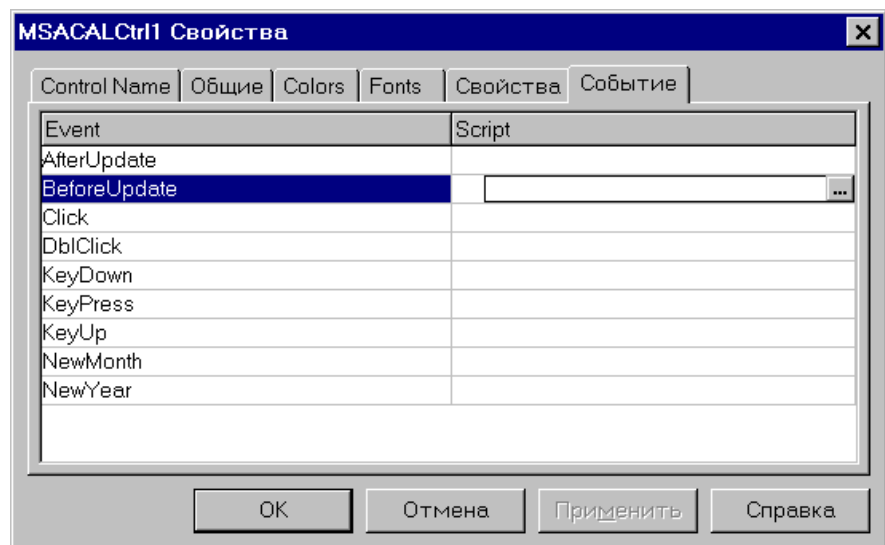 MSACALCtrl1 Свойства
Control Name Общие Colors Fonts Свойства Событие
Event Script
AfterUpdate
BeforeUpdate ...
Click
DblClick
KeyDown
KeyPress
KeyUp
NewMonth
NewYear
OK Отмена Применить Справка